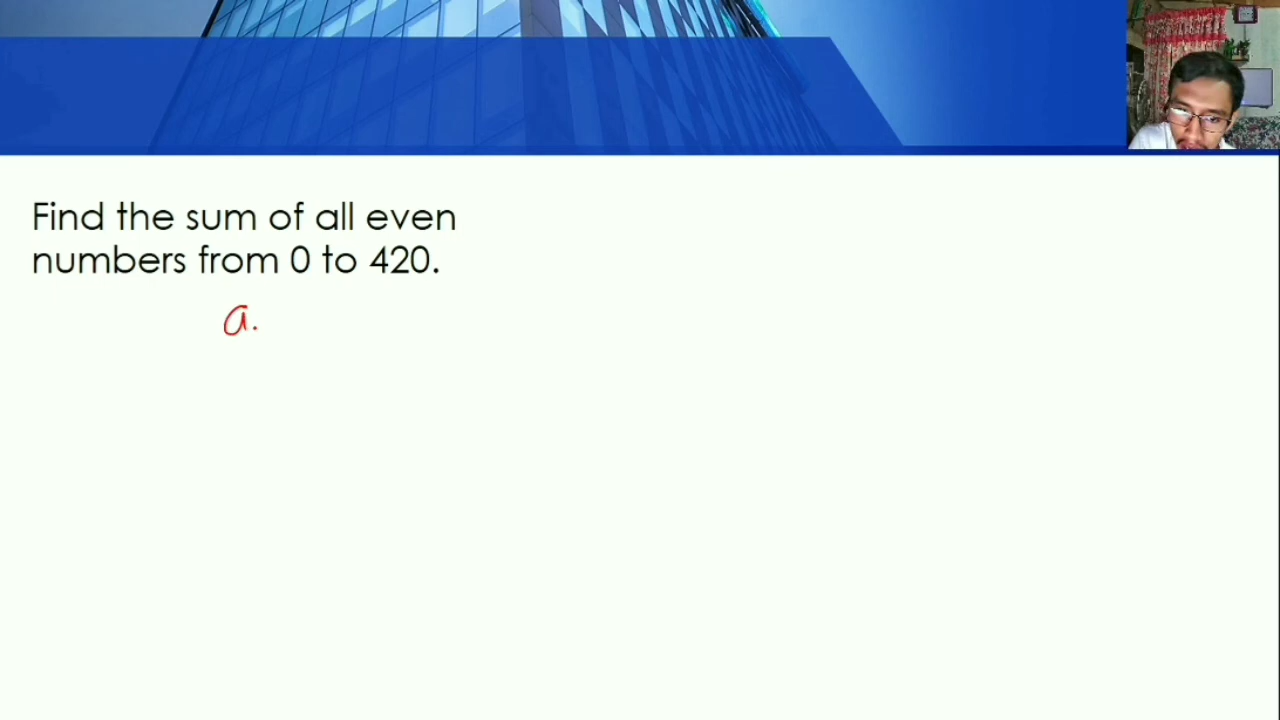 Find the sum of all even
numbers from 0 to 420.
a.